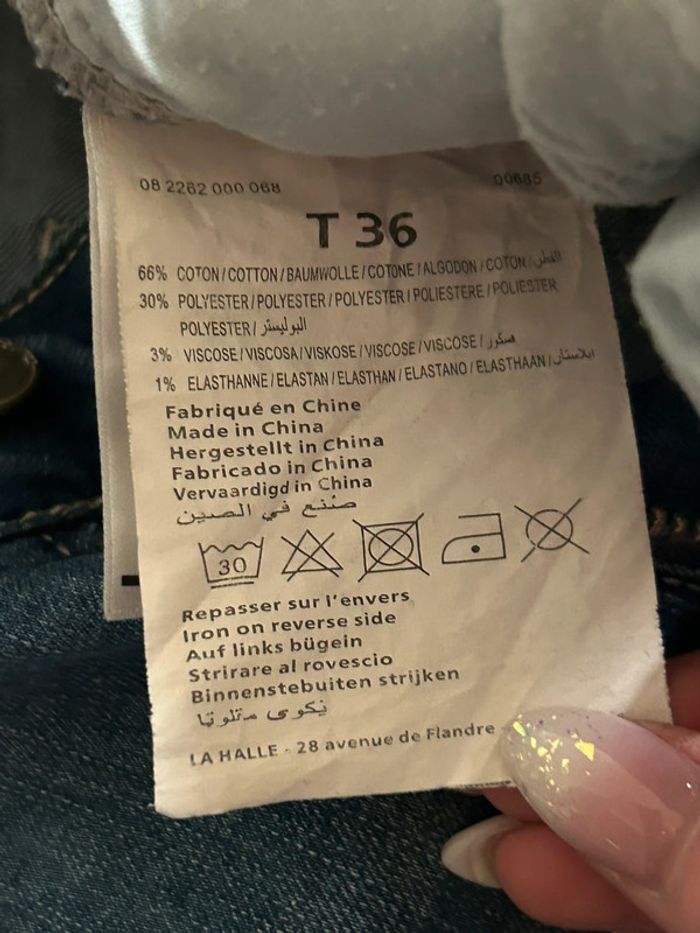 08 2262 000 068 00685
T 36
66% COTON / COTTON / BAUMWOLLE / COTONE / ALGODON / COTON / القطن
30% POLYESTER / POLYESTER / POLYESTER / POLIESTERE / POLIESTER
POLYESTER / البوليستر
3% VISCOSE / VISCOSA / VISKOSE / VISCOSE / VISCOSE /
1% ELASTHANNE / ELASTAN / ELASTHAN / ELASTANO / ELASTHAAN /
Fabriqué en Chine
Made in China
Hergestellt in China
Fabricado in China
Vervaardigd in China
صنع في الصين
30
Repasser sur l'envers
Iron on reverse side
Auf links bügein
Strirare al rovescio
Binnenstebuiten strijken
LA HALLE - 28 avenue de Flandre